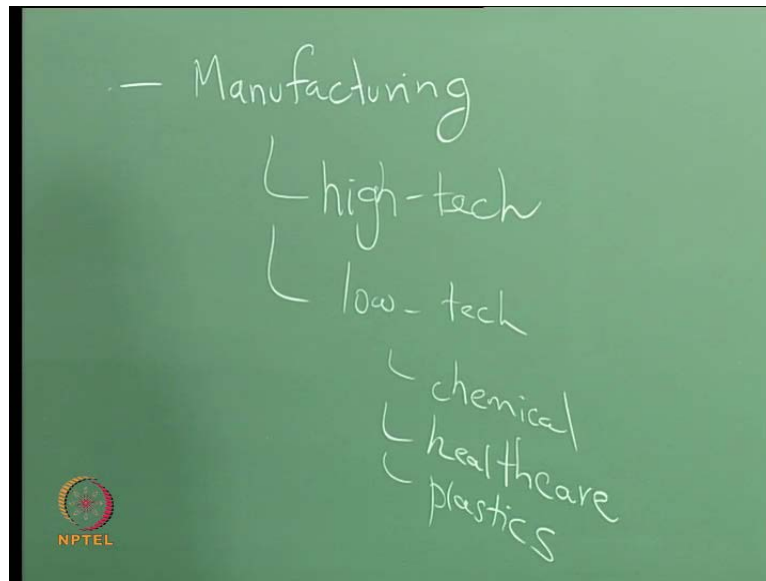 - Manufacturing
high-tech
low-tech
chemical
healthcare
plastics
NPTEL